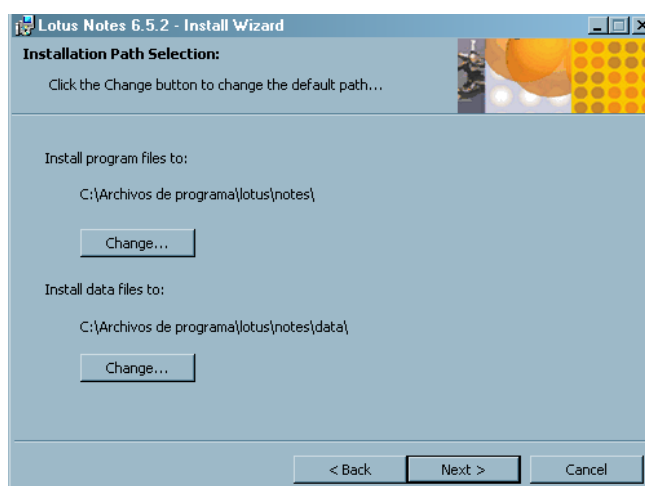 Lotus Notes 6.5.2 - Install Wizard
Installation Path Selection:
Click the Change button to change the default path...
Install program files to:
C:\Archivos de programa\lotus\notes\
Change...
Install data files to:
C:\Archivos de programa\lotus\notes\data\
Change...
< Back Next > Cancel